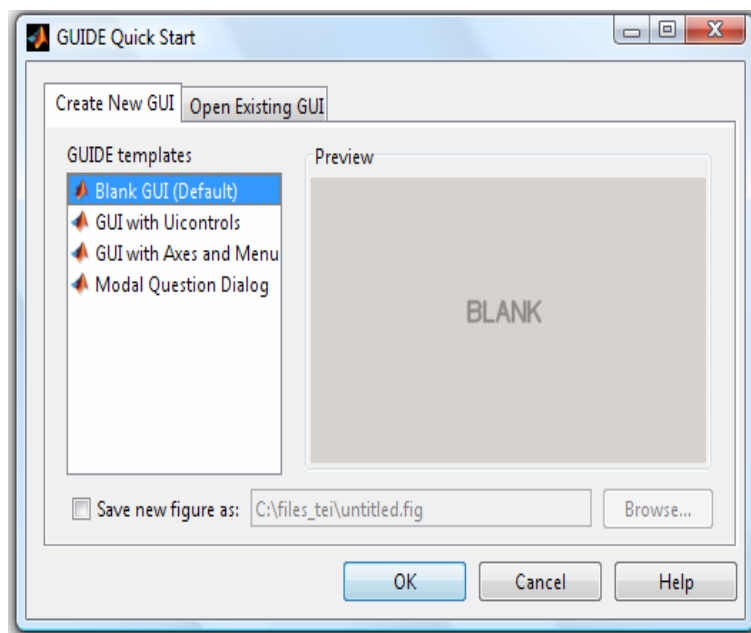 GUIDE Quick Start
Create New GUI
Open Existing GUI
GUIDE templates
Preview
Blank GUI (Default)
GUI with Uicontrols
GUI with Axes and Menu
Modal Question Dialog
BLANK
Save new figure as:
C:\files_tei\untitled.fig
Browse...
OK
Cancel
Help